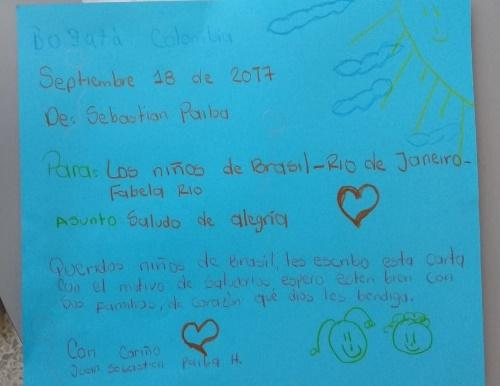 Bogatá Colombia
Septiembre 18 de 2017
De: Sebastian Paiba
Para: Los niños de Brasil-Rio de Janeiro-
Fabela Rio
Asunto: Saludo de alegría
Queridos niños de Brasil, les escribo esta carta
con el motivo de saludarlos, espero esten bien con
sus familias, de corazón que dios les bendiga.
Con Cariño
Juan Sebastian Paiba H.